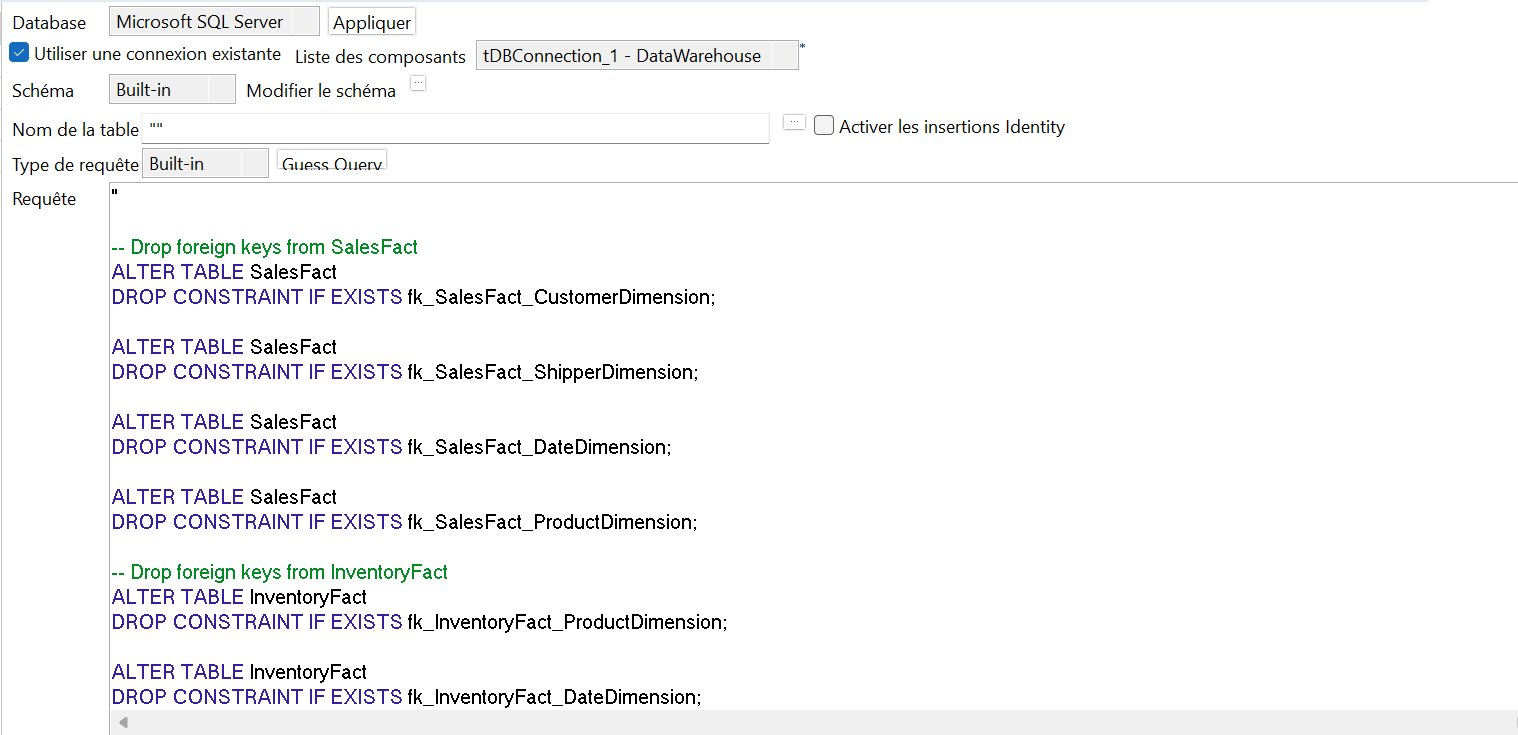 Database Microsoft SQL Server Appliquer
Utiliser une connexion existante Liste des composants tDBConnection_1 - DataWarehouse *
Schéma Built-in Modifier le schéma ...
Nom de la table "" ... Activer les insertions Identity
Type de requête Built-in Guess Query
Requête "
-- Drop foreign keys from SalesFact
ALTER TABLE SalesFact
DROP CONSTRAINT IF EXISTS fk_SalesFact_CustomerDimension;
ALTER TABLE SalesFact
DROP CONSTRAINT IF EXISTS fk_SalesFact_ShipperDimension;
ALTER TABLE SalesFact
DROP CONSTRAINT IF EXISTS fk_SalesFact_DateDimension;
ALTER TABLE SalesFact
DROP CONSTRAINT IF EXISTS fk_SalesFact_ProductDimension;
-- Drop foreign keys from InventoryFact
ALTER TABLE InventoryFact
DROP CONSTRAINT IF EXISTS fk_InventoryFact_ProductDimension;
ALTER TABLE InventoryFact
DROP CONSTRAINT IF EXISTS fk_InventoryFact_DateDimension;